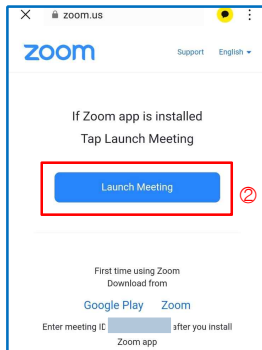 zoom.us
zoom Support English
If Zoom app is installed
Tap Launch Meeting
Launch Meeting
②
First time using Zoom
Download from
Google Play Zoom
Enter meeting ID after you install
Zoom app